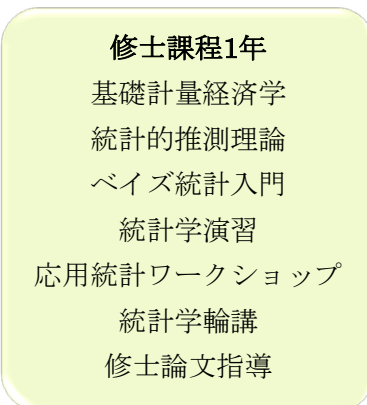 修士課程1年
基礎計量経済学
統計的推測理論
ベイズ統計入門
統計学演習
応用統計ワークショップ
統計学輪講
修士論文指導